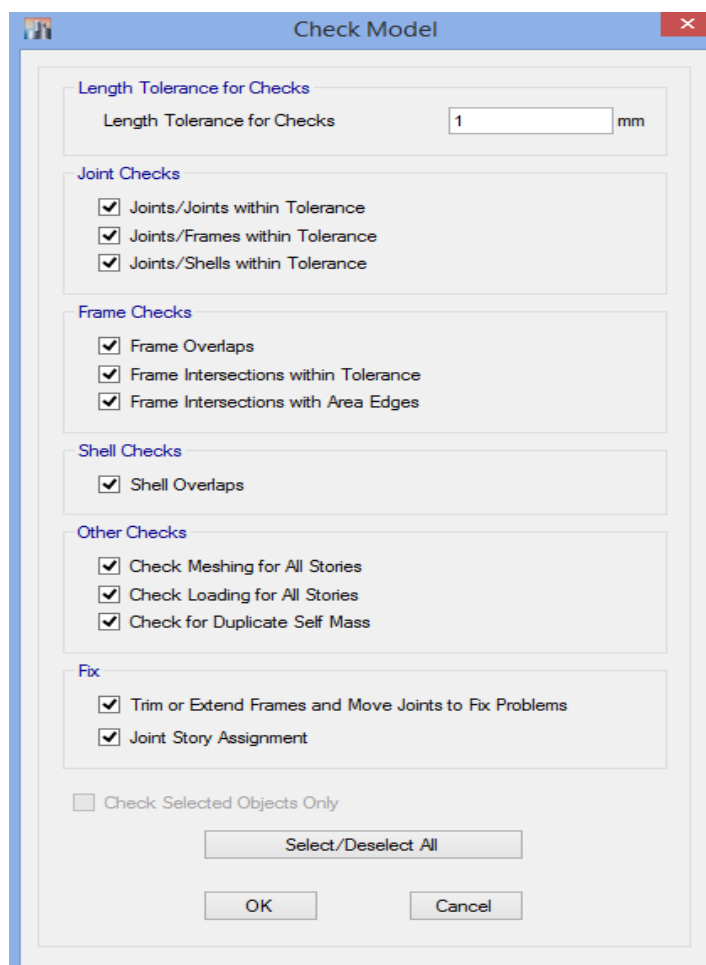 Check Model
Length Tolerance for Checks
Length Tolerance for Checks 1 mm
Joint Checks
Joints/Joints within Tolerance
Joints/Frames within Tolerance
Joints/Shells within Tolerance
Frame Checks
Frame Overlaps
Frame Intersections within Tolerance
Frame Intersections with Area Edges
Shell Checks
Shell Overlaps
Other Checks
Check Meshing for All Stories
Check Loading for All Stories
Check for Duplicate Self Mass
Fix
Trim or Extend Frames and Move Joints to Fix Problems
Joint Story Assignment
Check Selected Objects Only
Select/Deselect All
OK Cancel